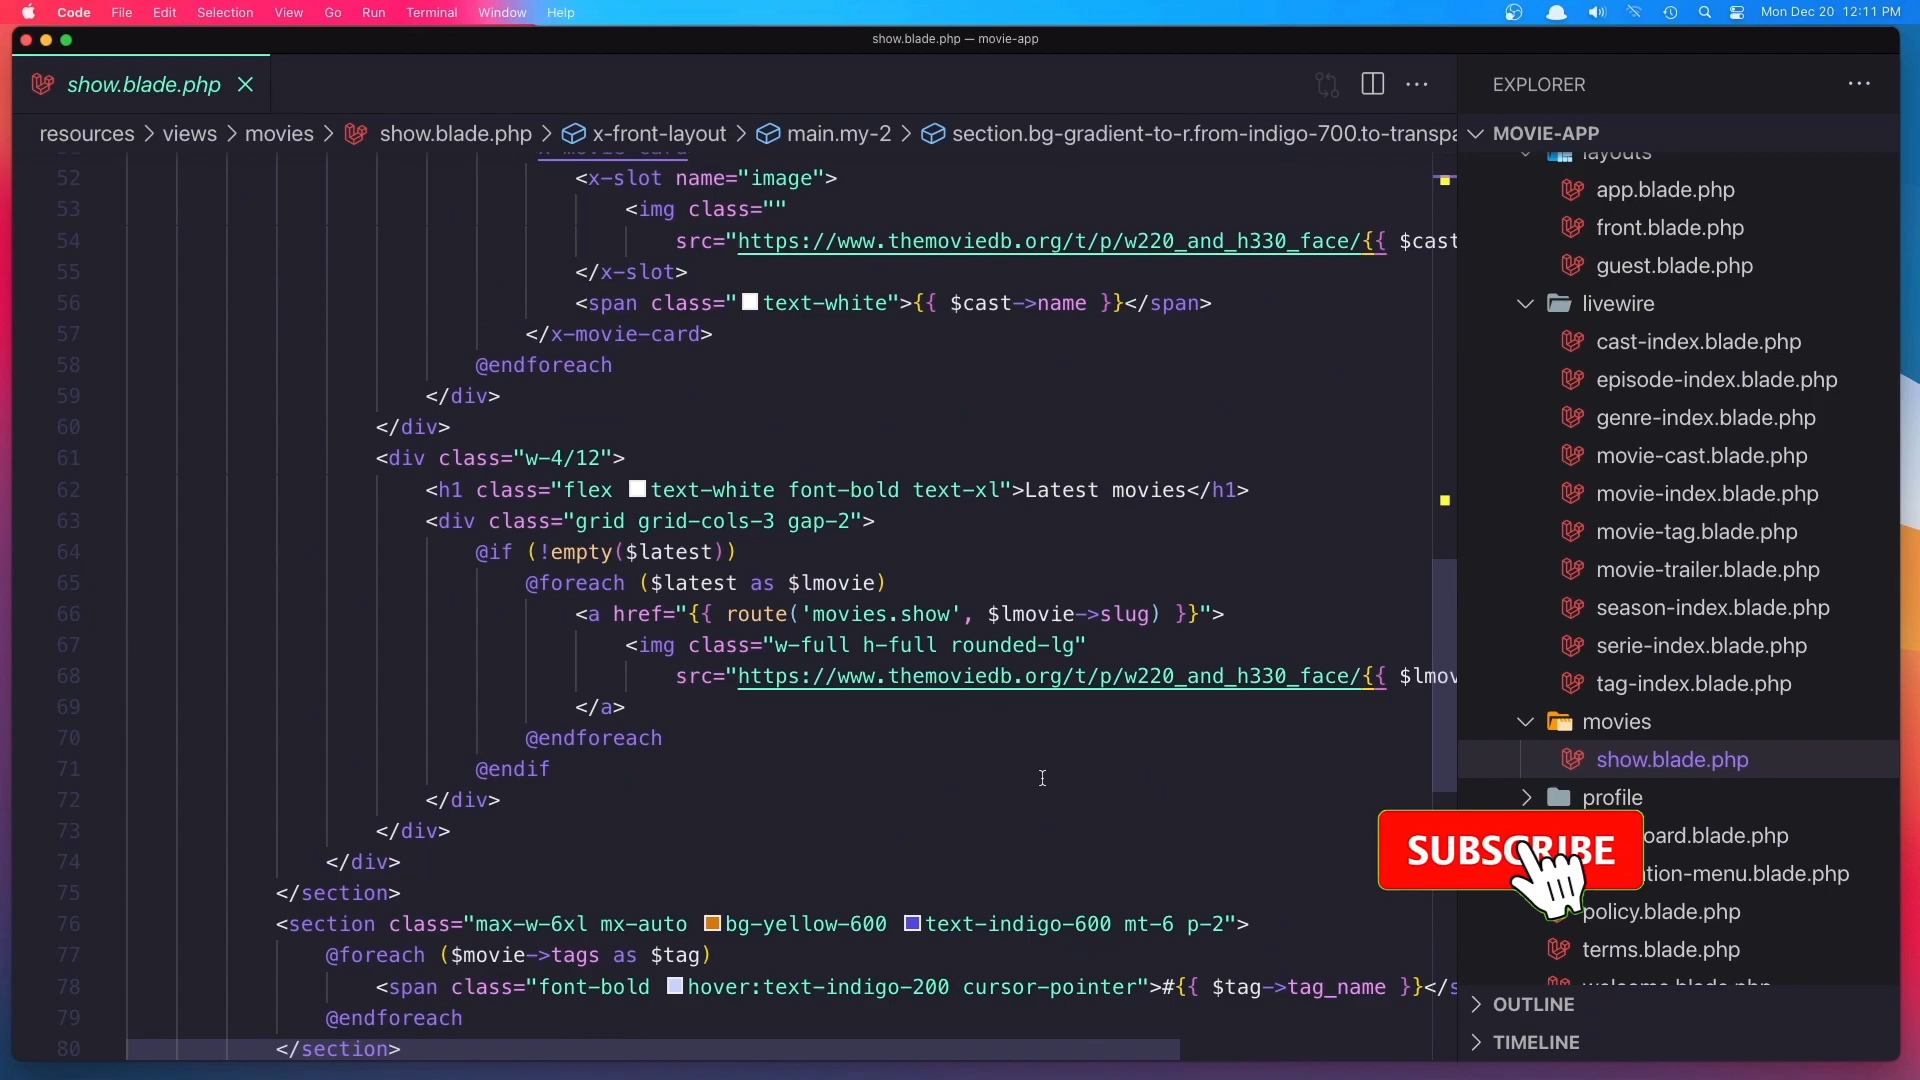 Code File Edit Selection View Go Run Terminal Window Help Mon Dec 20 12:11 PM
show.blade.php — movie-app
show.blade.php
resources > views > movies > show.blade.php > x-front-layout > main.my-2 > section.bg-gradient-to-r.from-indigo-700.to-transpa
52 <x-slot name="image">
53 <img class=""
54 src="https://www.themoviedb.org/t/p/w220_and_h330_face/{{ $cast
55 </x-slot>
56 <span class="text-white">{{ $cast->name }}</span>
57 </x-movie-card>
58 @endforeach
59 </div>
60 </div>
61 <div class="w-4/12">
62 <h1 class="flex text-white font-bold text-xl">Latest movies</h1>
63 <div class="grid grid-cols-3 gap-2">
64 @if (!empty($latest))
65 @foreach ($latest as $lmovie)
66 <a href="{{ route('movies.show', $lmovie->slug) }}">
67 <img class="w-full h-full rounded-lg"
68 src="https://www.themoviedb.org/t/p/w220_and_h330_face/{{ $lmov
69 </a>
70 @endforeach
71 @endif
72 </div>
73 </div>
74 </div>
75 </section>
76 <section class="max-w-6xl mx-auto bg-yellow-600 text-indigo-600 mt-6 p-2">
77 @foreach ($movie->tags as $tag)
78 <span class="font-bold hover:text-indigo-200 cursor-pointer">#{{ $tag->tag_name }}</s
79 @endforeach
80 </section>
EXPLORER
MOVIE-APP
layouts
app.blade.php
front.blade.php
guest.blade.php
livewire
cast-index.blade.php
episode-index.blade.php
genre-index.blade.php
movie-cast.blade.php
movie-index.blade.php
movie-tag.blade.php
movie-trailer.blade.php
season-index.blade.php
serie-index.blade.php
tag-index.blade.php
movies
show.blade.php
profile
oard.blade.php
SUBSCRIBE
tion-menu.blade.php
policy.blade.php
terms.blade.php
OUTLINE
TIMELINE